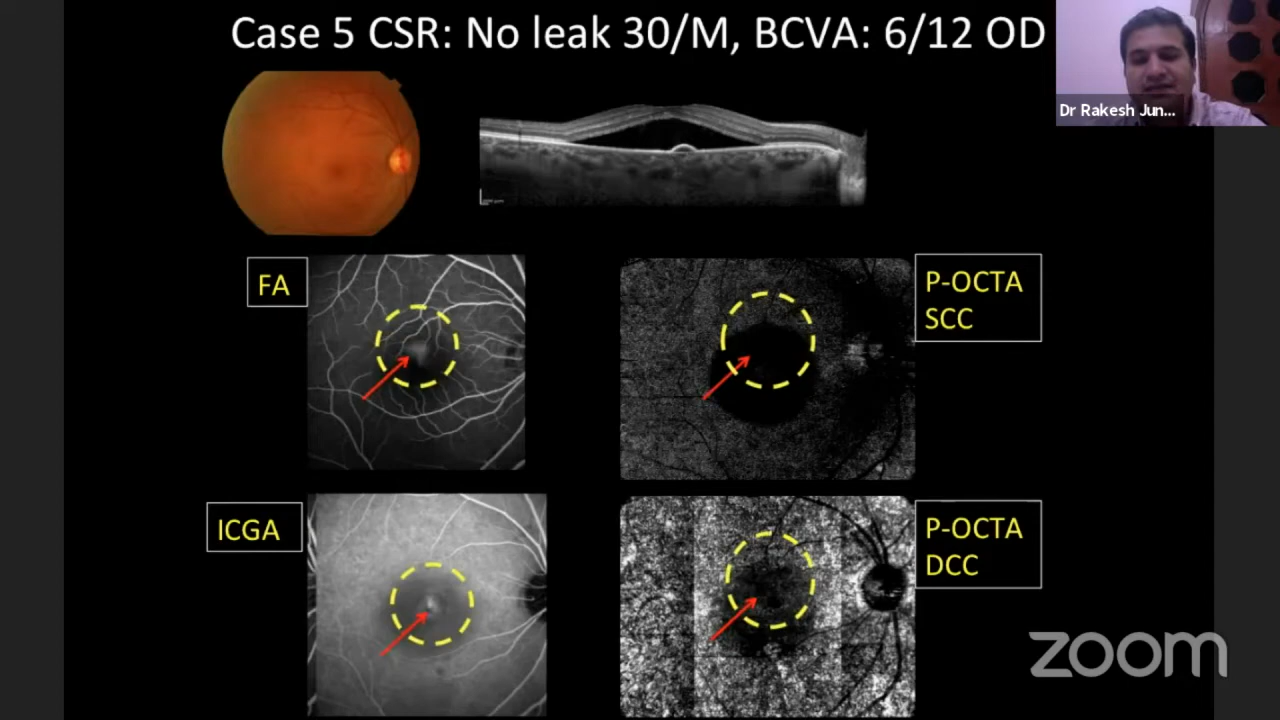 Case 5 CSR: No leak 30/M, BCVA: 6/12 OD
Dr Rakesh Jun...
FA
P-OCTA
SCC
ICGA
P-OCTA
DCC
zoom